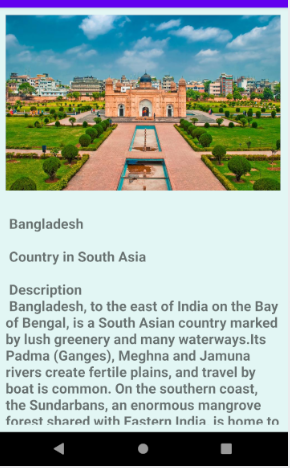 Bangladesh
Country in South Asia
Description
Bangladesh, to the east of India on the Bay
of Bengal, is a South Asian country marked
by lush greenery and many waterways.Its
Padma (Ganges), Meghna and Jamuna
rivers create fertile plains, and travel by
boat is common. On the southern coast,
the Sundarbans, an enormous mangrove
forest shared with Eastern India, is home to